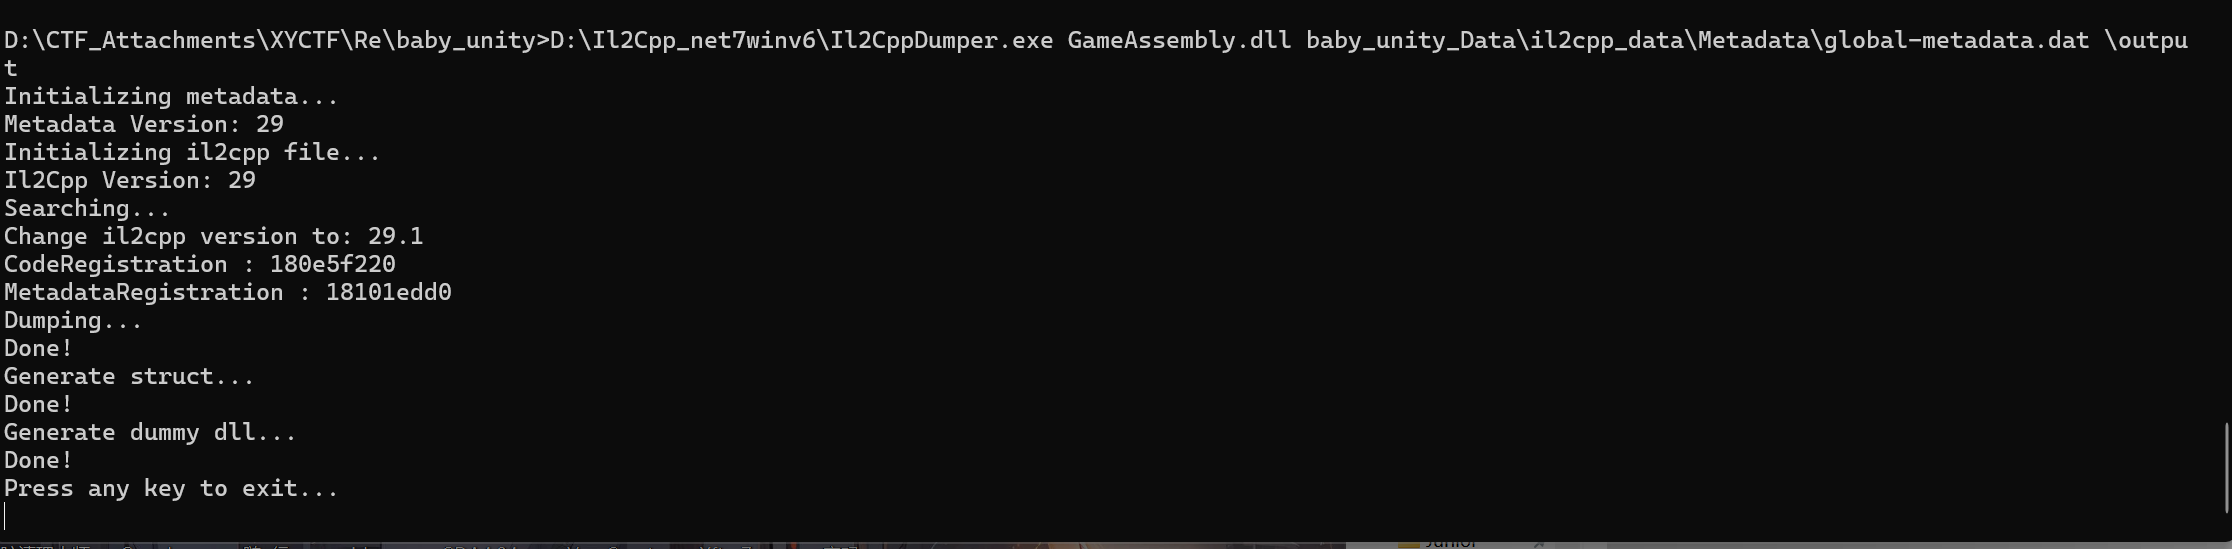 D:\CTF_Attachments\XYCTF\Re\baby_unity>D:\Il2Cpp_net7winv6\Il2CppDumper.exe GameAssembly.dll baby_unity_Data\il2cpp_data\Metadata\global-metadata.dat \outpu
t
Initializing metadata...
Metadata Version: 29
Initializing il2cpp file...
Il2Cpp Version: 29
Searching...
Change il2cpp version to: 29.1
CodeRegistration : 180e5f220
MetadataRegistration : 18101edd0
Dumping...
Done!
Generate struct...
Done!
Generate dummy dll...
Done!
Press any key to exit...